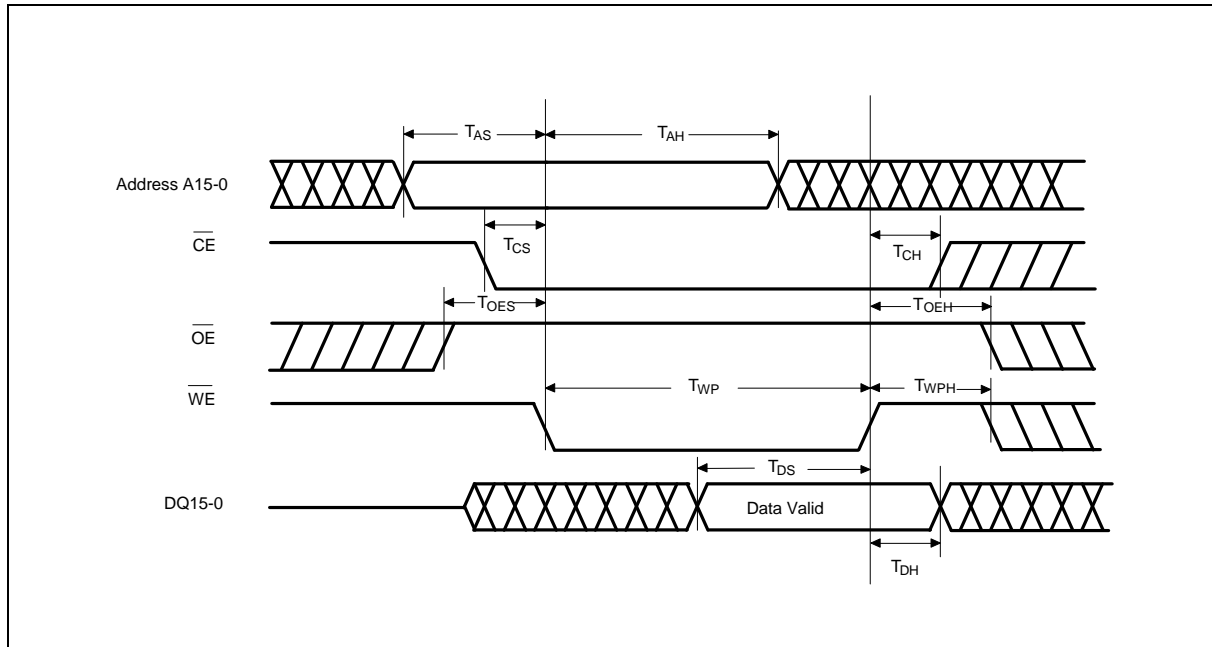 TAS
TAH
Address A15-0
CE
TCS
TCH
TOES
TOEH
OE
TWP
TWPH
WE
TDS
DQ15-0
Data Valid
TDH